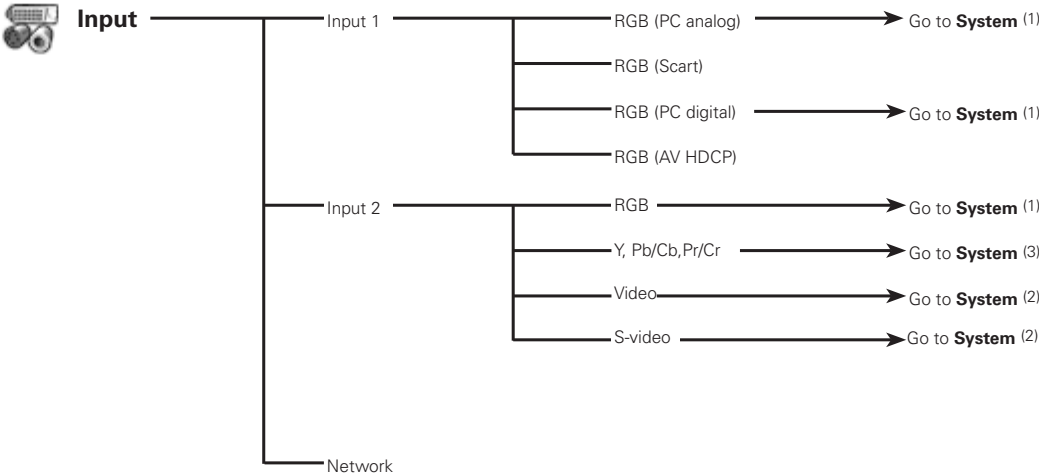 Input
Input 1
RGB (PC analog)
Go to System (1)
RGB (Scart)
RGB (PC digital)
Go to System (1)
RGB (AV HDCP)
Input 2
RGB
Go to System (1)
Y, Pb/Cb,Pr/Cr
Go to System (3)
Video
Go to System (2)
S-video
Go to System (2)
Network